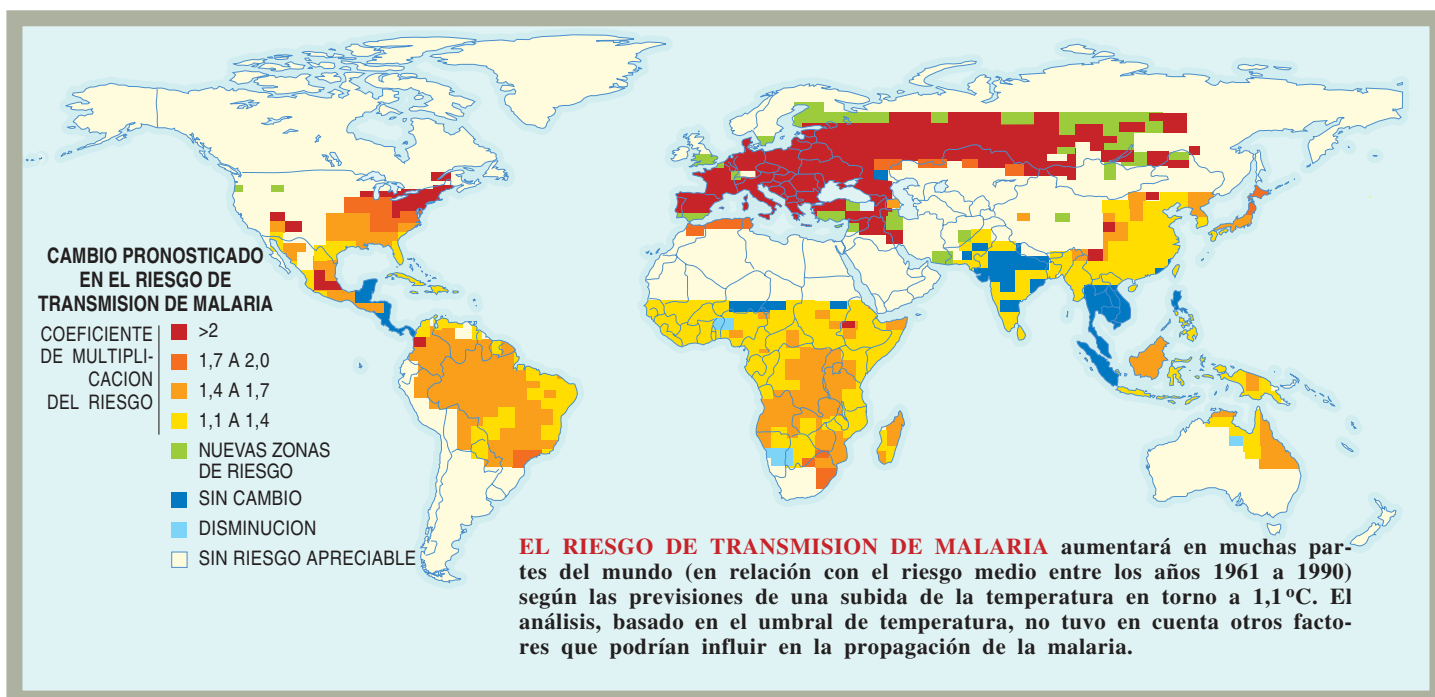 CAMBIO PRONOSTICADO
EN EL RIESGO DE
TRANSMISION DE MALARIA
COEFICIENTE
DE MULTIPLI-
CACION
DEL RIESGO
>2
1,7 A 2,0
1,4 A 1,7
1,1 A 1,4
NUEVAS ZONAS
DE RIESGO
SIN CAMBIO
DISMINUCION
SIN RIESGO APRECIABLE
EL RIESGO DE TRANSMISION DE MALARIA aumentará en muchas par-
tes del mundo (en relación con el riesgo medio entre los años 1961 a 1990)
según las previsiones de una subida de la temperatura en torno a 1,1 ºC. El
análisis, basado en el umbral de temperatura, no tuvo en cuenta otros facto-
res que podrían influir en la propagación de la malaria.